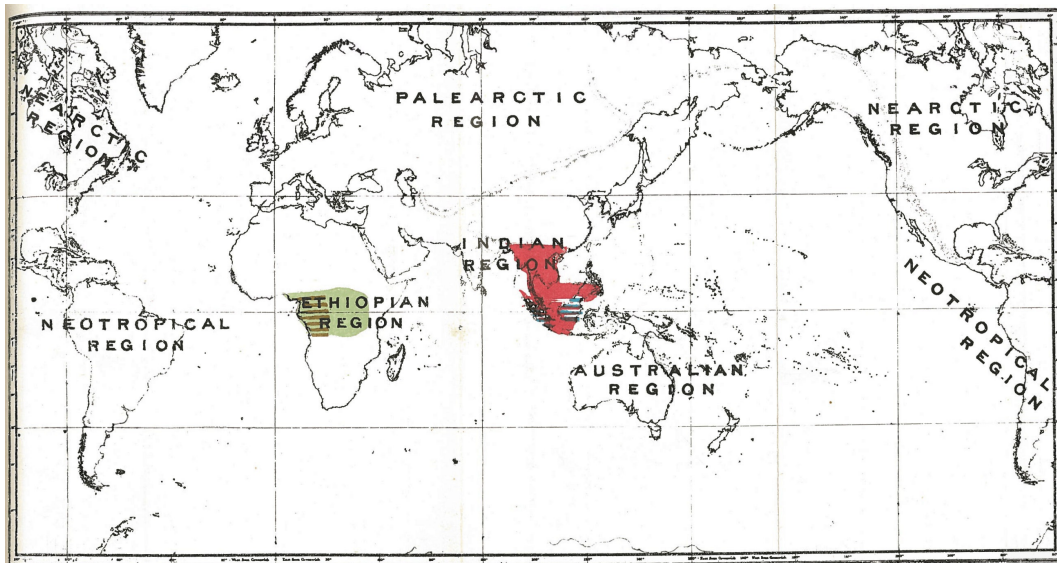 NEARCTIC
REGION
PALEARCTIC
REGION
NEARCTIC
REGION
INDIAN
REGION
ETHIOPIAN
REGION
NEOTROPICAL
REGION
AUSTRALIAN
REGION
NEOTROPICAL
REGION